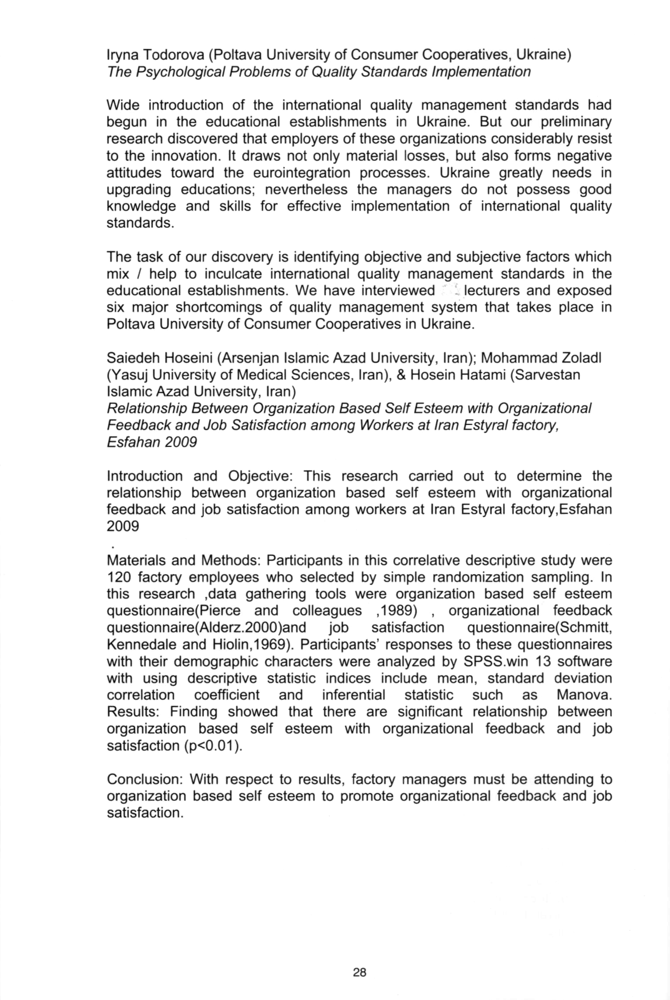 Iryna Todorova (Poltava University of Consumer Cooperatives, Ukraine)
The Psychological Problems of Quality Standards Implementation
Wide introduction of the international quality management standards had
begun in the educational establishments in Ukraine. But our preliminary
research discovered that employers of these organizations considerably resist
to the innovation. It draws not only material losses, but also forms negative
attitudes toward the eurointegration processes. Ukraine greatly needs in
upgrading educations; nevertheless the managers do not possess good
knowledge and skills for effective implementation of international quality
standards.
The task of our discovery is identifying objective and subjective factors which
mix / help to inculcate international quality management standards in the
educational establishments. We have interviewed lecturers and exposed
six major shortcomings of quality management system that takes place in
Poltava University of Consumer Cooperatives in Ukraine.
Saiedeh Hoseini (Arsenjan Islamic Azad University, Iran); Mohammad Zoladl
(Yasuj University of Medical Sciences, Iran), & Hosein Hatami (Sarvestan
Islamic Azad University, Iran)
Relationship Between Organization Based Self Esteem with Organizational
Feedback and Job Satisfaction among Workers at Iran Estyral factory,
Esfahan 2009
Introduction and Objective: This research carried out to determine the
relationship between organization based self esteem with organizational
feedback and job satisfaction among workers at Iran Estyral factory,Esfahan
2009
.
Materials and Methods: Participants in this correlative descriptive study were
120 factory employees who selected by simple randomization sampling. In
this research ,data gathering tools were organization based self esteem
questionnaire(Pierce and colleagues ,1989) , organizational feedback
questionnaire(Alderz.2000)and job satisfaction questionnaire(Schmitt,
Kennedale and Hiolin,1969). Participants’ responses to these questionnaires
with their demographic characters were analyzed by SPSS.win 13 software
with using descriptive statistic indices include mean, standard deviation
correlation coefficient and inferential statistic such as Manova.
Results: Finding showed that there are significant relationship between
organization based self esteem with organizational feedback and job
satisfaction (p<0.01).
Conclusion: With respect to results, factory managers must be attending to
organization based self esteem to promote organizational feedback and job
satisfaction.
28